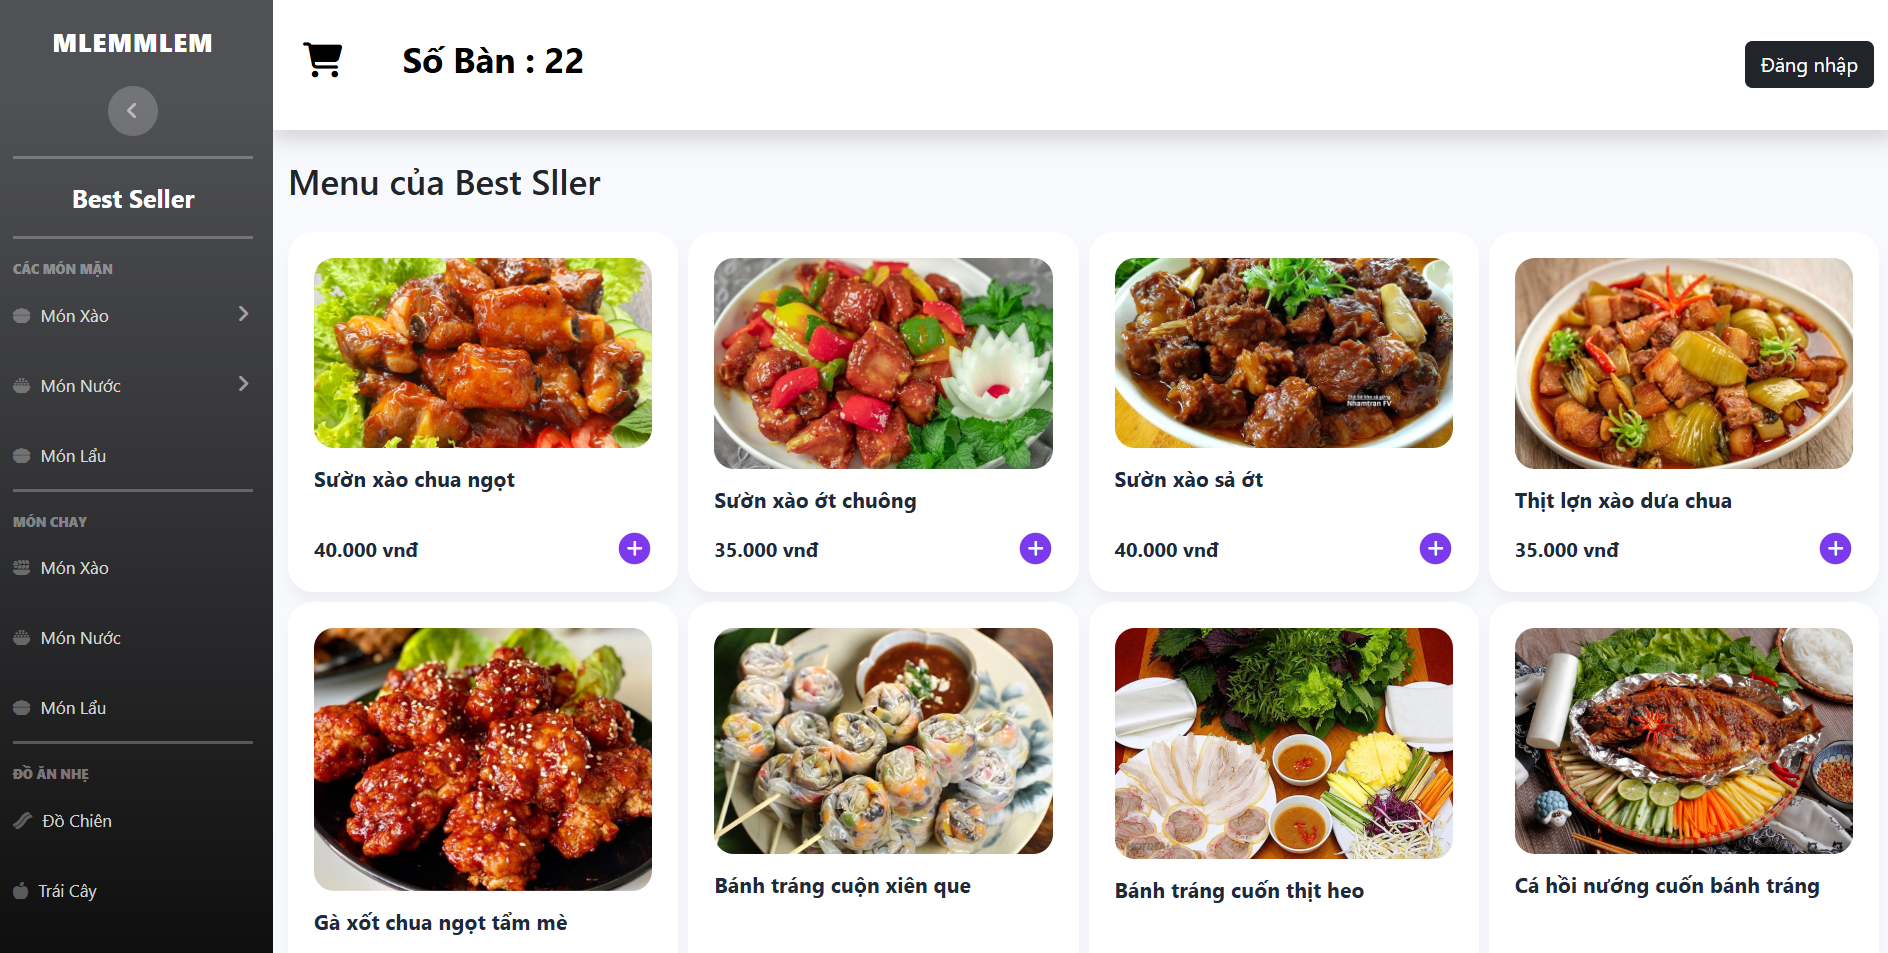 MLEMMLEM
Best Seller
CÁC MÓN MẶN
Món Xào
Món Nước
Món Lẩu
MÓN CHAY
Món Xào
Món Nước
Món Lẩu
ĐỒ ĂN NHẸ
Đồ Chiên
Trái Cây
Số Bàn : 22
Đăng nhập
Menu của Best Sller
Sườn xào chua ngọt
40.000 vnđ
Sườn xào ớt chuông
35.000 vnđ
Nhamtran FV
Sườn xào sả ớt
40.000 vnđ
Thịt lợn xào dưa chua
35.000 vnđ
Gà xốt chua ngọt tẩm mè
Bánh tráng cuộn xiên que
Bánh tráng cuốn thịt heo
Cá hồi nướng cuốn bánh tráng